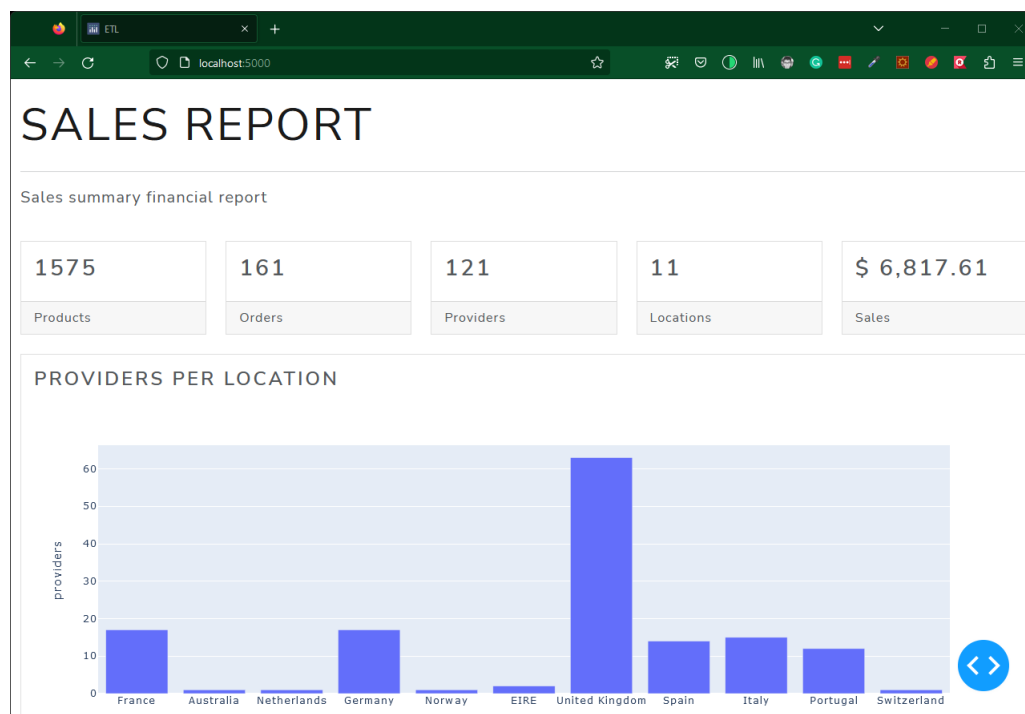 ETL
localhost:5000
SALES REPORT
Sales summary financial report
1575
Products
161
Orders
121
Providers
11
Locations
$ 6,817.61
Sales
PROVIDERS PER LOCATION
providers
60
50
40
30
20
10
0
France Australia Netherlands Germany Norway EIRE United Kingdom Spain Italy Portugal Switzerland